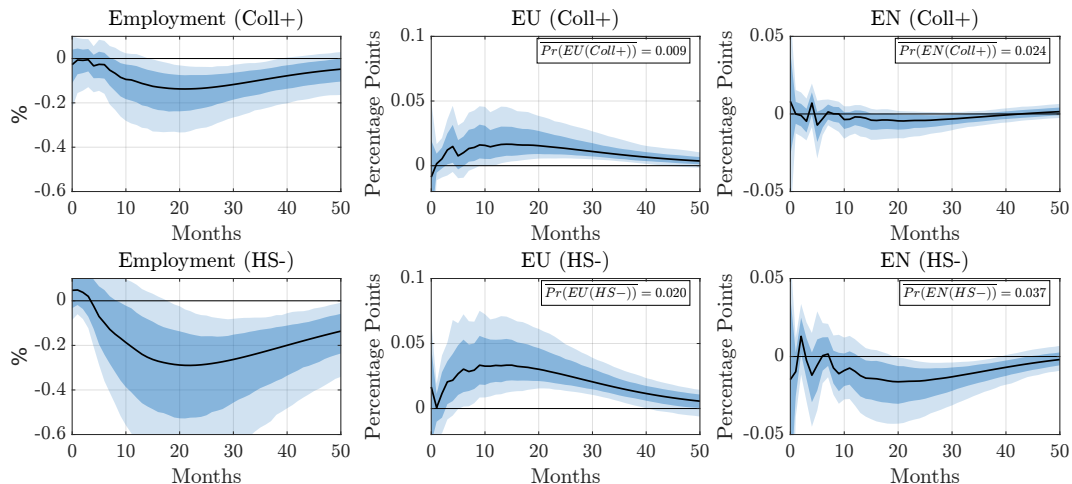 Employment (Coll+)
%
0
-0.2
-0.4
-0.6
0 10 20 30 40 50
Months
EU (Coll+)
Percentage Points
0.1
0.05
0
Pr(EU(Coll+)) = 0.009
0 10 20 30 40 50
Months
EN (Coll+)
Percentage Points
0.05
0
-0.05
Pr(EN(Coll+)) = 0.024
0 10 20 30 40 50
Months
Employment (HS-)
%
0
-0.2
-0.4
-0.6
0 10 20 30 40 50
Months
EU (HS-)
Percentage Points
0.1
0.05
0
Pr(EU(HS−)) = 0.020
0 10 20 30 40 50
Months
EN (HS-)
Percentage Points
0.05
0
-0.05
Pr(EN(HS−)) = 0.037
0 10 20 30 40 50
Months